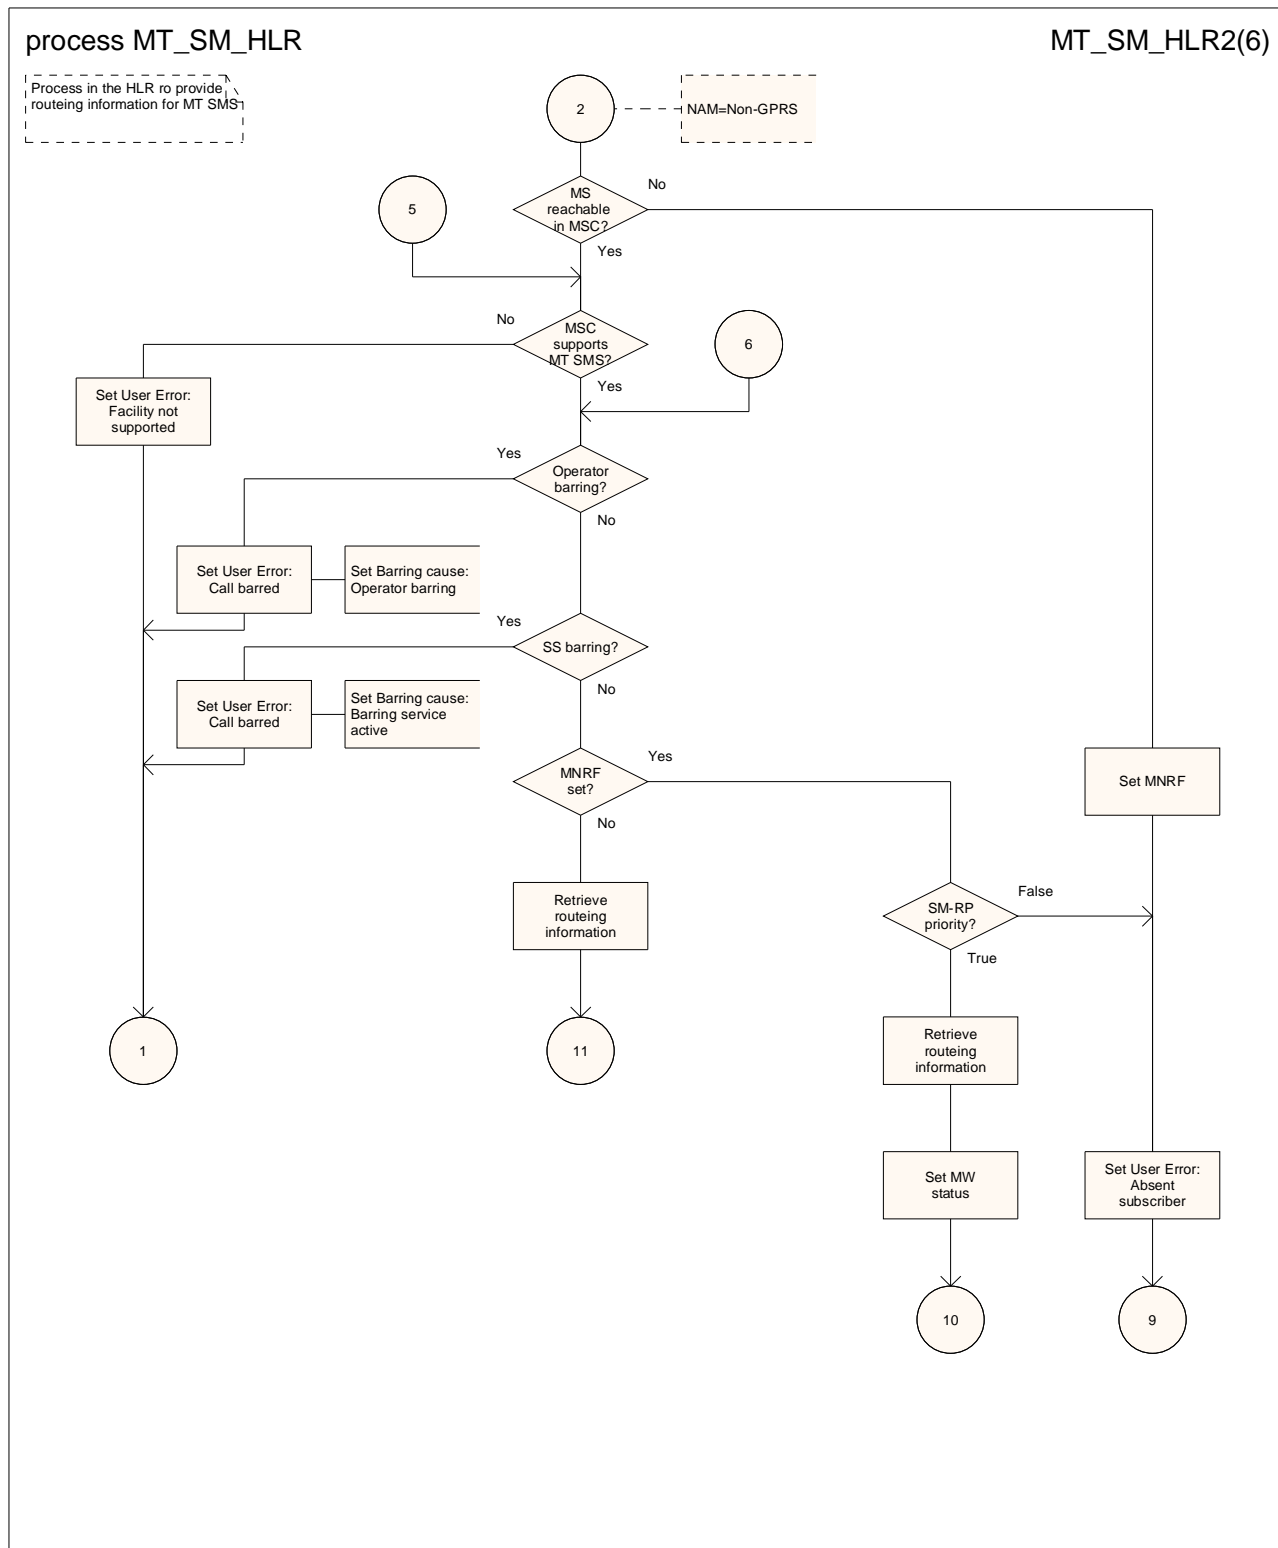 process MT_SM_HLR
MT_SM_HLR2(6)
Process in the HLR ro provide
routeing information for MT SMS
2
NAM=Non-GPRS
MS
reachable
in MSC?
No
Yes
5
MSC
supports
MT SMS?
No
Yes
6
Set User Error:
Facility not
supported
Operator
barring?
Yes
No
Set User Error:
Call barred
Set Barring cause:
Operator barring
SS barring?
Yes
No
Set User Error:
Call barred
Set Barring cause:
Barring service
active
MNRF
set?
Yes
No
Set MNRF
Retrieve
routeing
information
SM-RP
priority?
False
True
1
11
Retrieve
routeing
information
Set MW
status
Set User Error:
Absent
subscriber
10
9